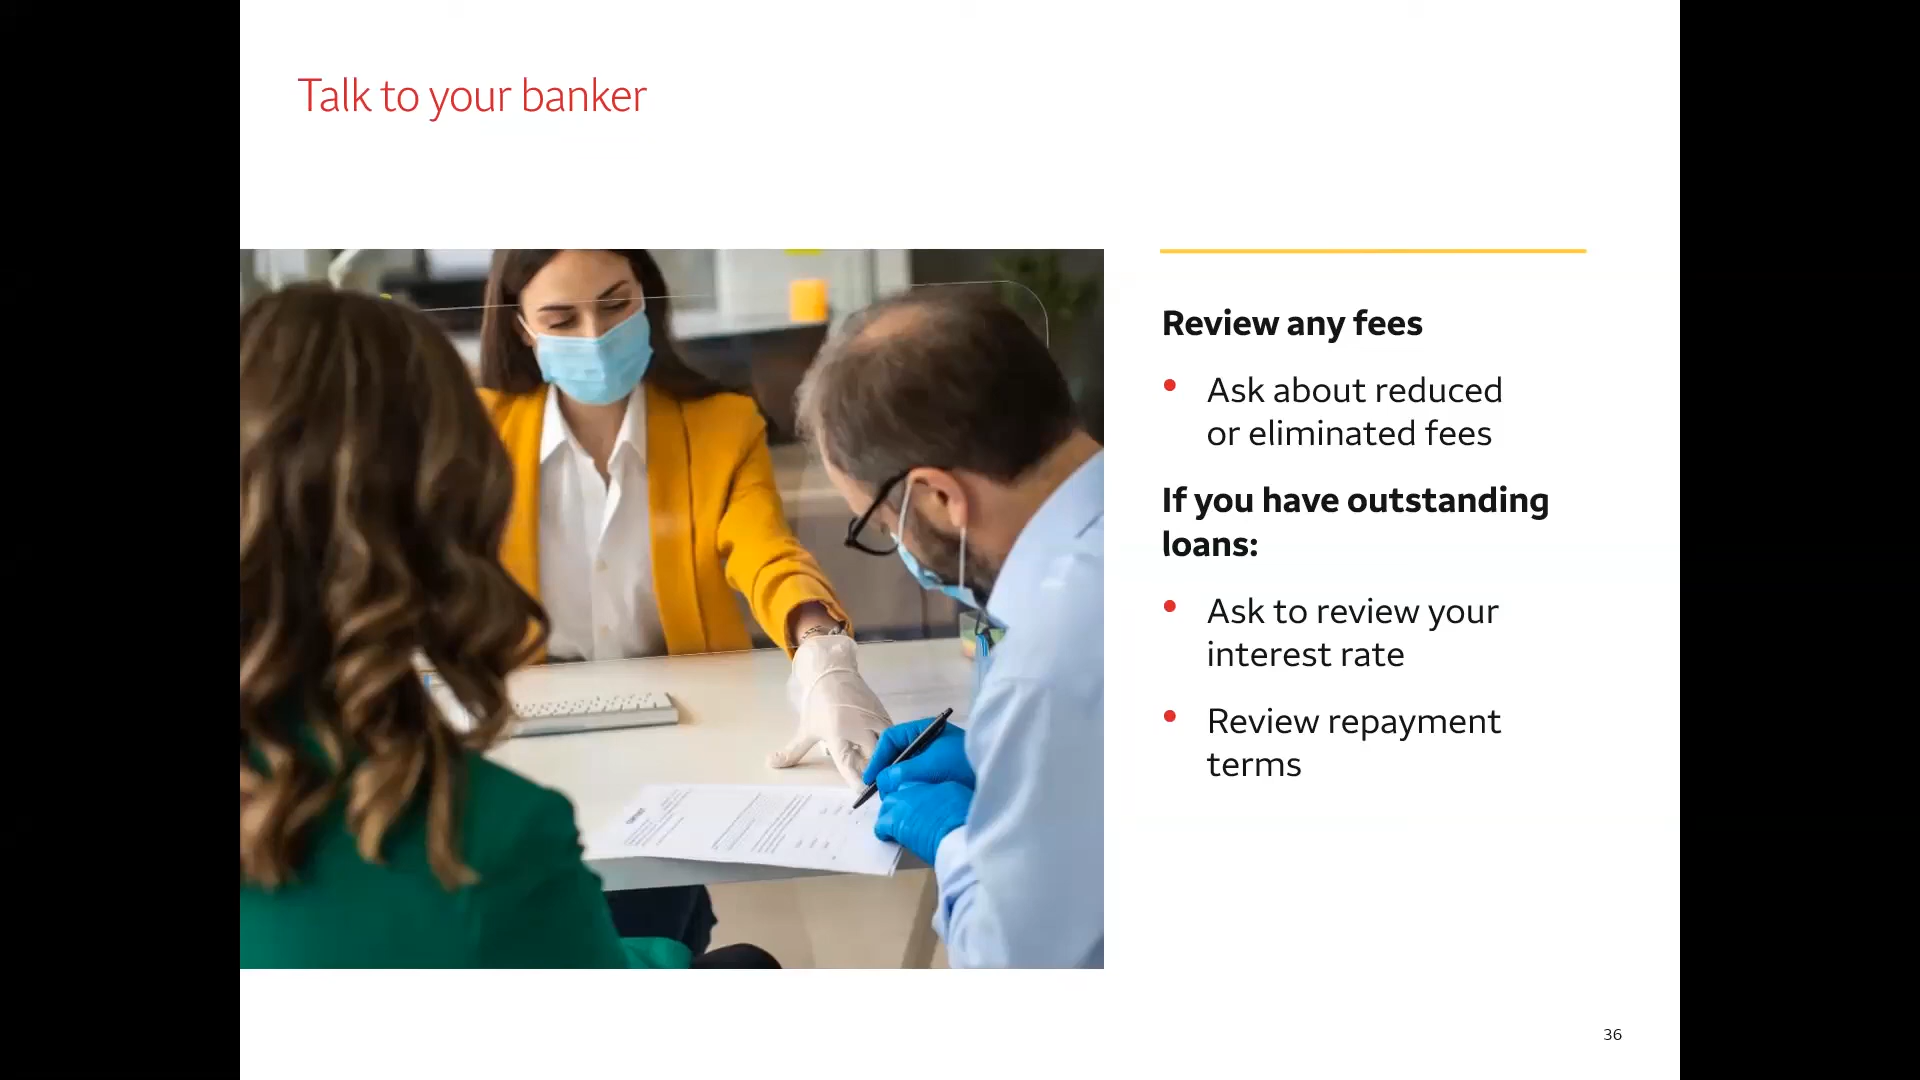 Talk to your banker
Review any fees
• Ask about reduced
or eliminated fees
If you have outstanding
loans:
• Ask to review your
interest rate
• Review repayment
terms
36